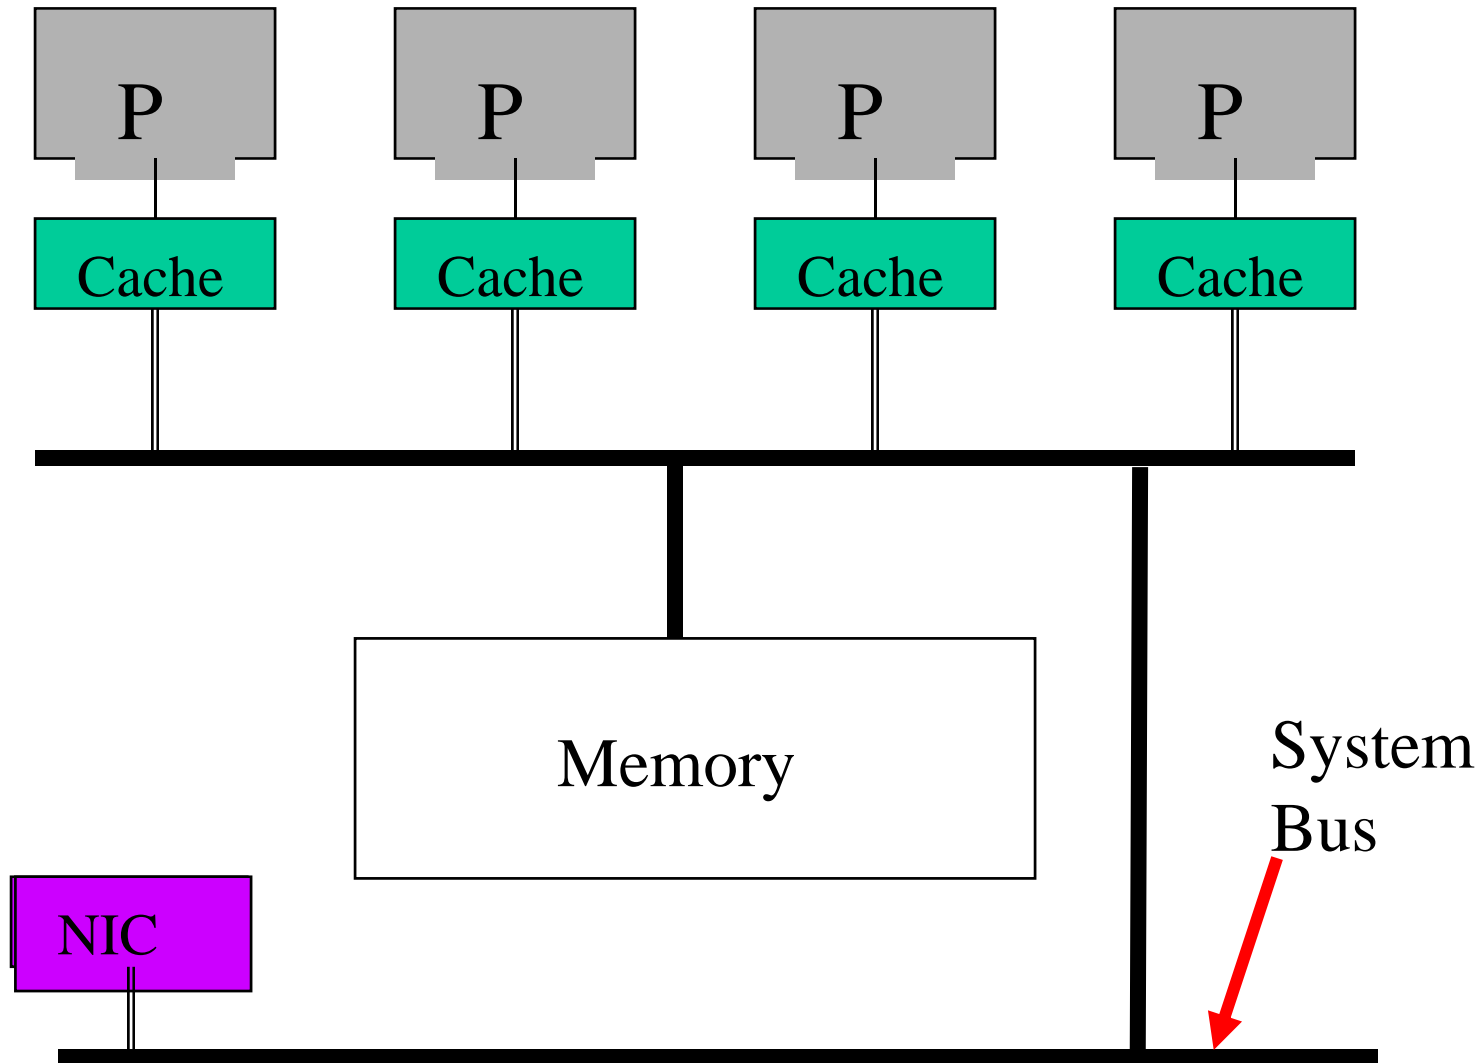 P
P
P
P
Cache
Cache
Cache
Cache
Memory
System
Bus
NIC